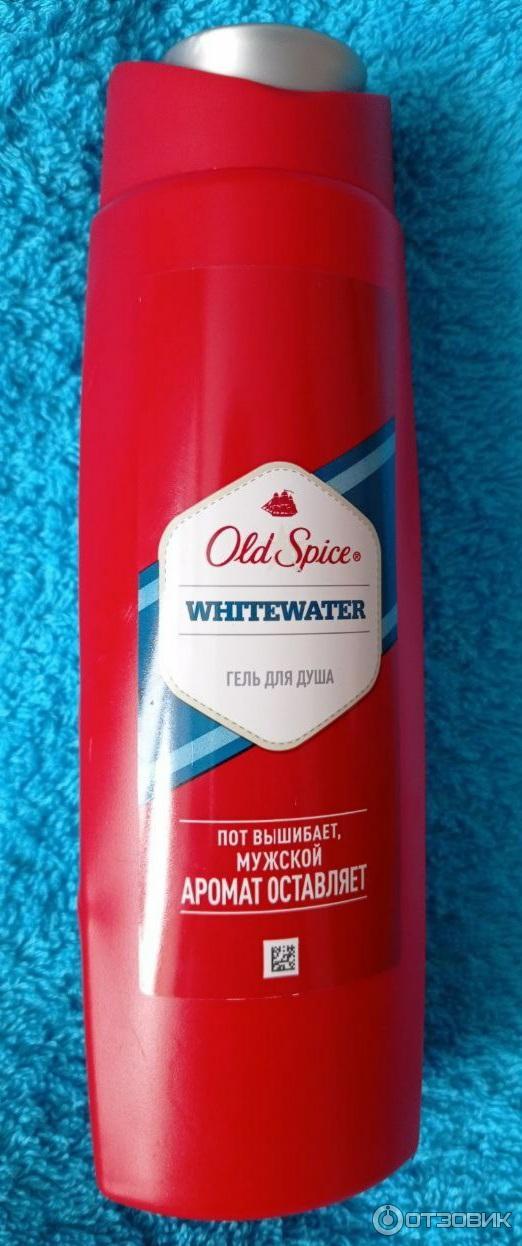 Old Spice®
WHITEWATER
ГЕЛЬ ДЛЯ ДУША
ПОТ ВЫШИБАЕТ,
МУЖСКОЙ
АРОМАТ ОСТАВЛЯЕТ
ОТЗОВИК